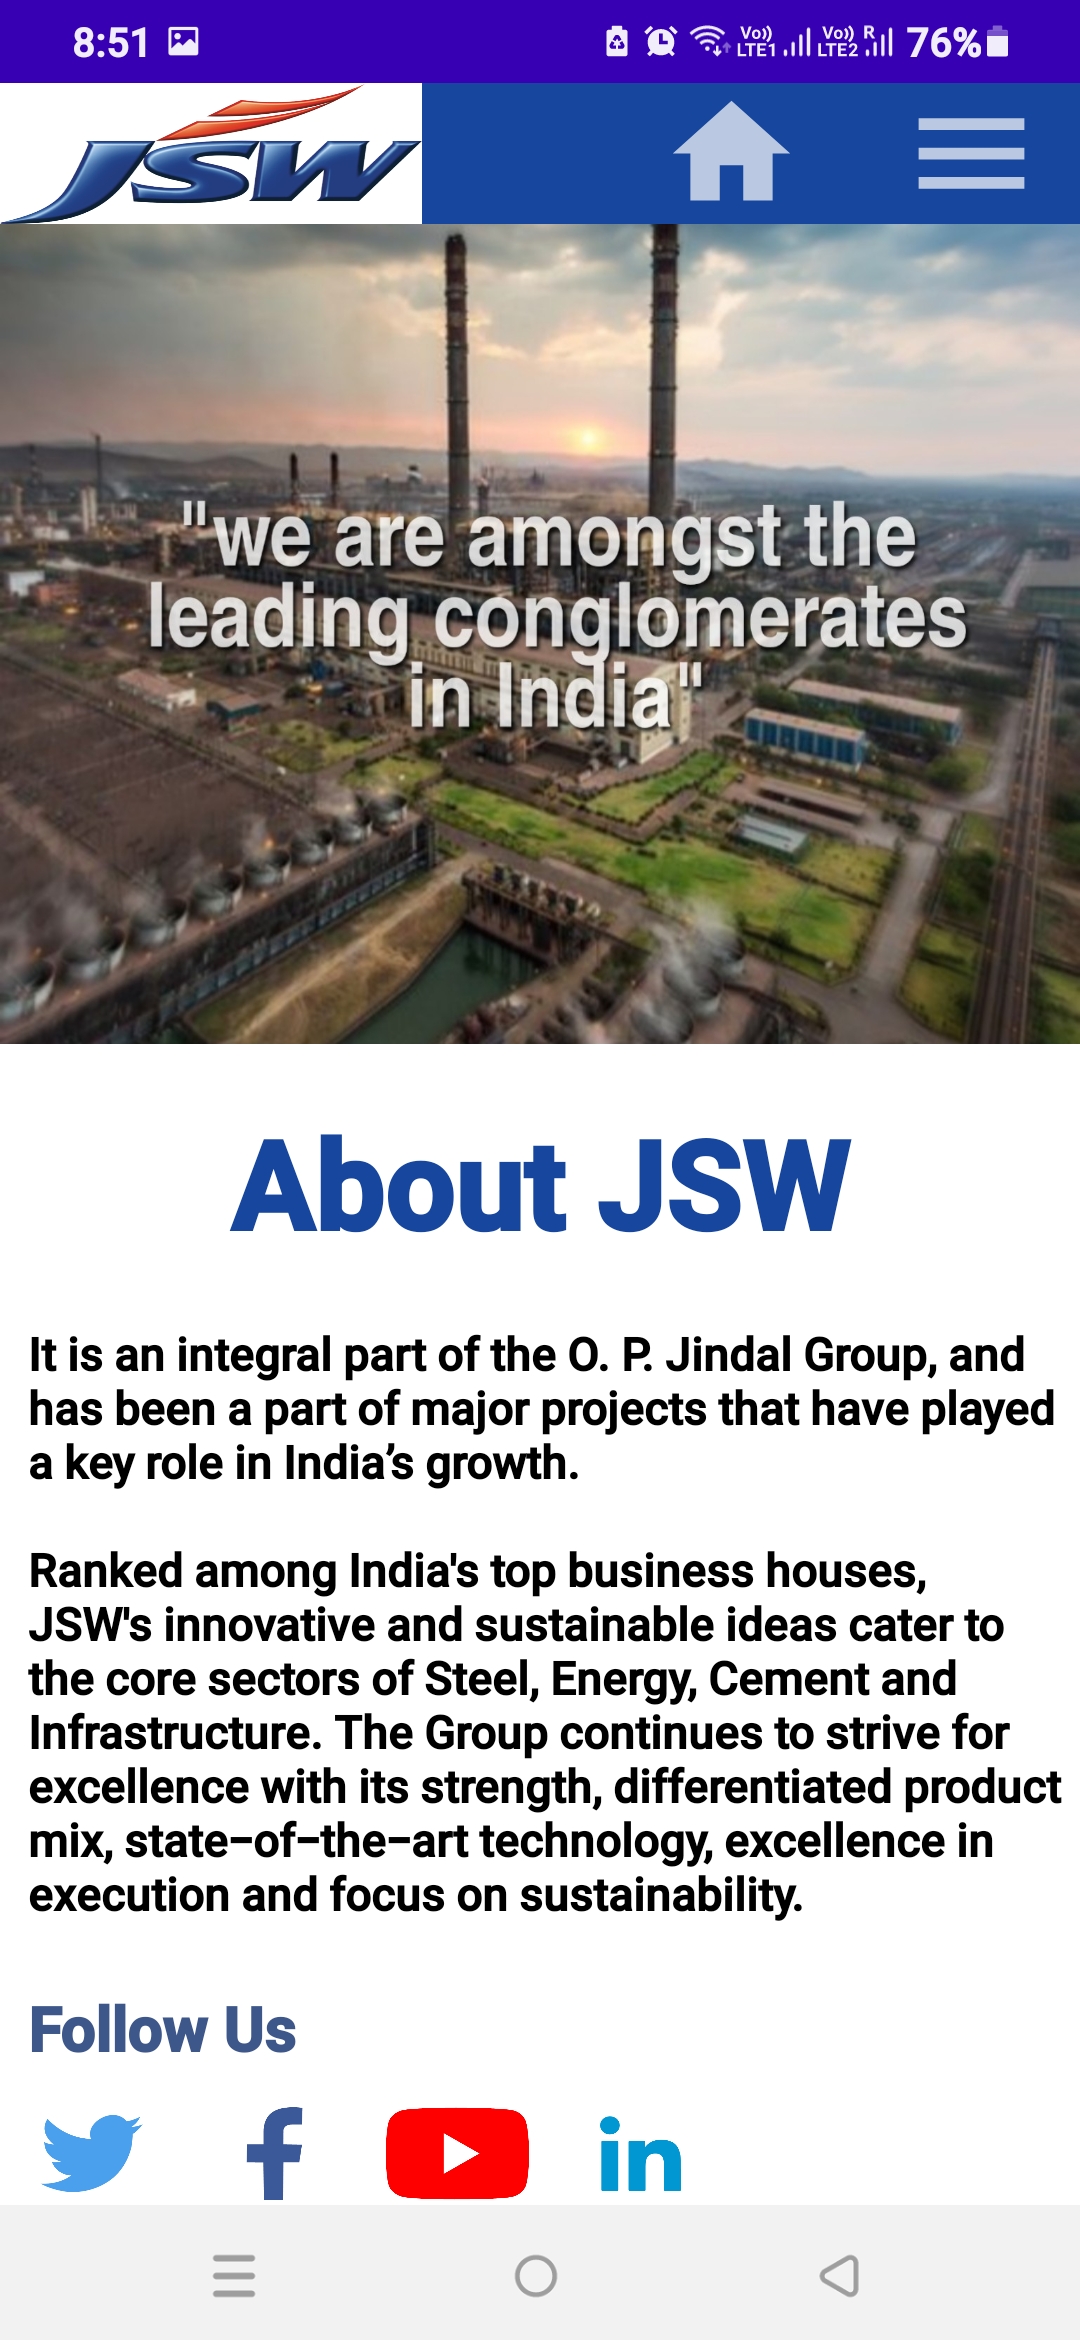 8:51
Vo)) LTE1 Vo)) LTE2 R 76%
JSW
"we are amongst the
leading conglomerates
in India"
About JSW
It is an integral part of the O. P. Jindal Group, and
has been a part of major projects that have played
a key role in India’s growth.
Ranked among India's top business houses,
JSW's innovative and sustainable ideas cater to
the core sectors of Steel, Energy, Cement and
Infrastructure. The Group continues to strive for
excellence with its strength, differentiated product
mix, state-of-the-art technology, excellence in
execution and focus on sustainability.
Follow Us
f
in